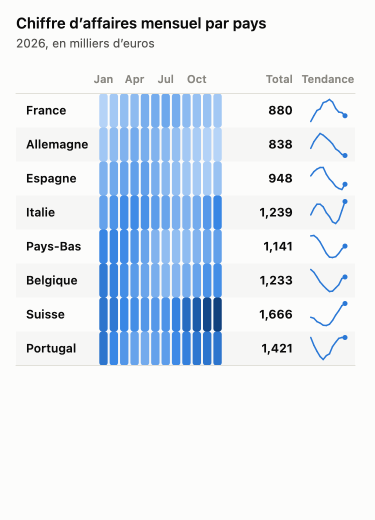 Chiffre d’affaires mensuel par pays
2026, en milliers d’euros
Jan Apr Jul Oct Total Tendance
France 880
Allemagne 838
Espagne 948
Italie 1,239
Pays-Bas 1,141
Belgique 1,233
Suisse 1,666
Portugal 1,421